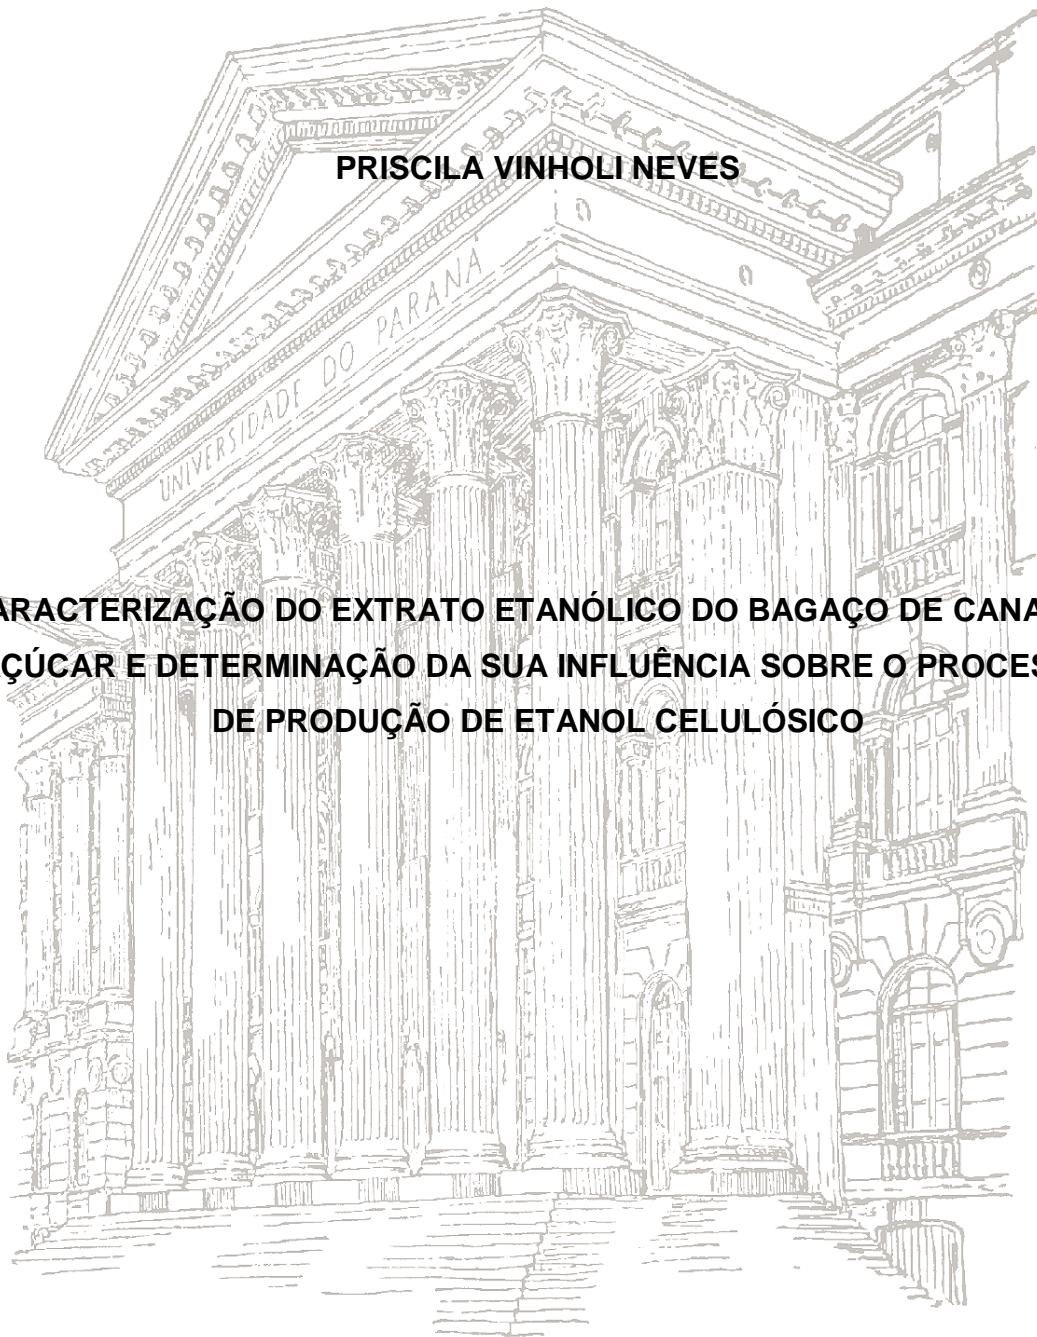 PRISCILA VINHOLI NEVES
UNIVERSIDADE DO PARANÁ
ARACTERIZAÇÃO DO EXTRATO ETANÓLICO DO BAGAÇO DE CANA
ÇÚCAR E DETERMINAÇÃO DA SUA INFLUÊNCIA SOBRE O PROCES
DE PRODUÇÃO DE ETANOL CELULÓSICO